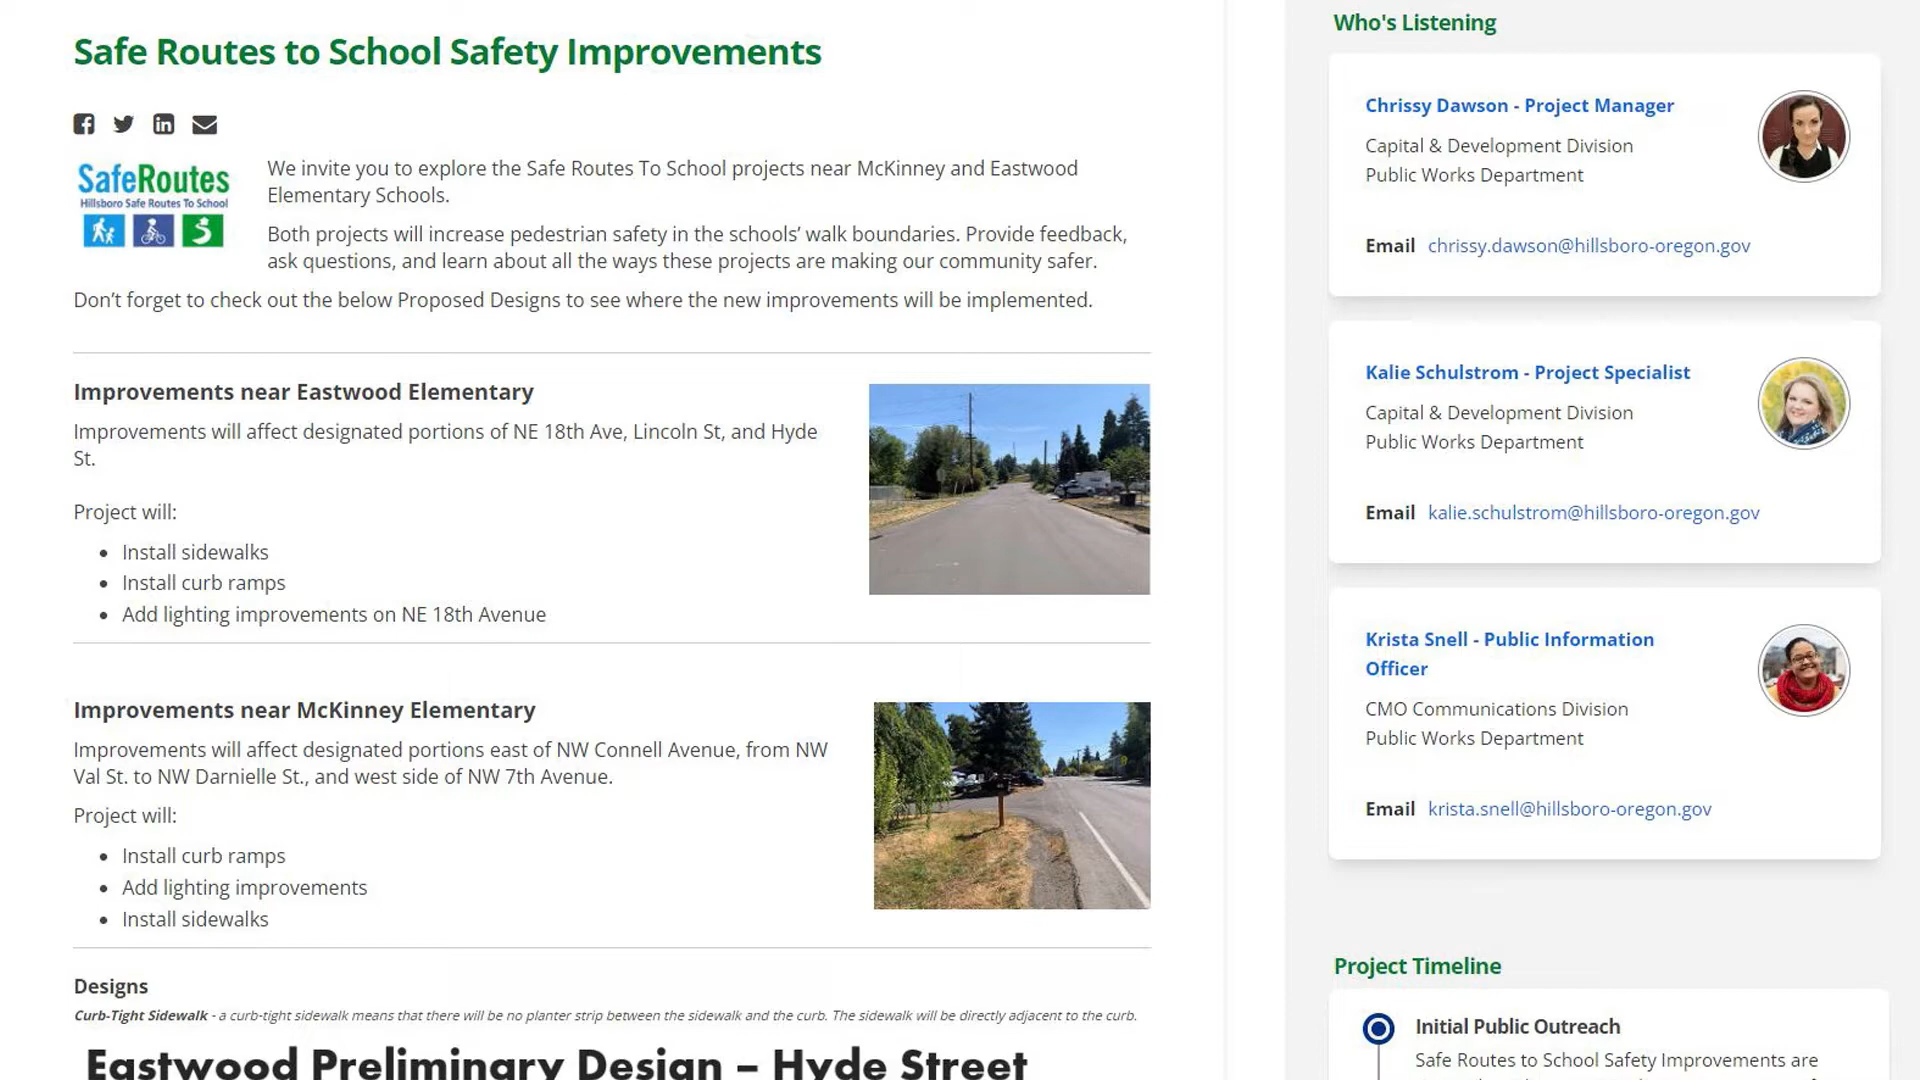 Safe Routes to School Safety Improvements
SafeRoutes
Hillsboro Safe Routes To School
We invite you to explore the Safe Routes To School projects near McKinney and Eastwood
Elementary Schools.
Both projects will increase pedestrian safety in the schools’ walk boundaries. Provide feedback,
ask questions, and learn about all the ways these projects are making our community safer.
Don’t forget to check out the below Proposed Designs to see where the new improvements will be implemented.
Improvements near Eastwood Elementary
Improvements will affect designated portions of NE 18th Ave, Lincoln St, and Hyde
St.
Project will:
Install sidewalks
Install curb ramps
Add lighting improvements on NE 18th Avenue
Improvements near McKinney Elementary
Improvements will affect designated portions east of NW Connell Avenue, from NW
Val St. to NW Darnielle St., and west side of NW 7th Avenue.
Project will:
Install curb ramps
Add lighting improvements
Install sidewalks
Designs
Curb-Tight Sidewalk - a curb-tight sidewalk means that there will be no planter strip between the sidewalk and the curb. The sidewalk will be directly adjacent to the curb.
Eastwood Preliminary Design – Hyde Street
Who's Listening
Chrissy Dawson - Project Manager
Capital & Development Division
Public Works Department
Email chrissy.dawson@hillsboro-oregon.gov
Kalie Schulstrom - Project Specialist
Capital & Development Division
Public Works Department
Email kalie.schulstrom@hillsboro-oregon.gov
Krista Snell - Public Information
Officer
CMO Communications Division
Public Works Department
Email krista.snell@hillsboro-oregon.gov
Project Timeline
Initial Public Outreach
Safe Routes to School Safety Improvements are